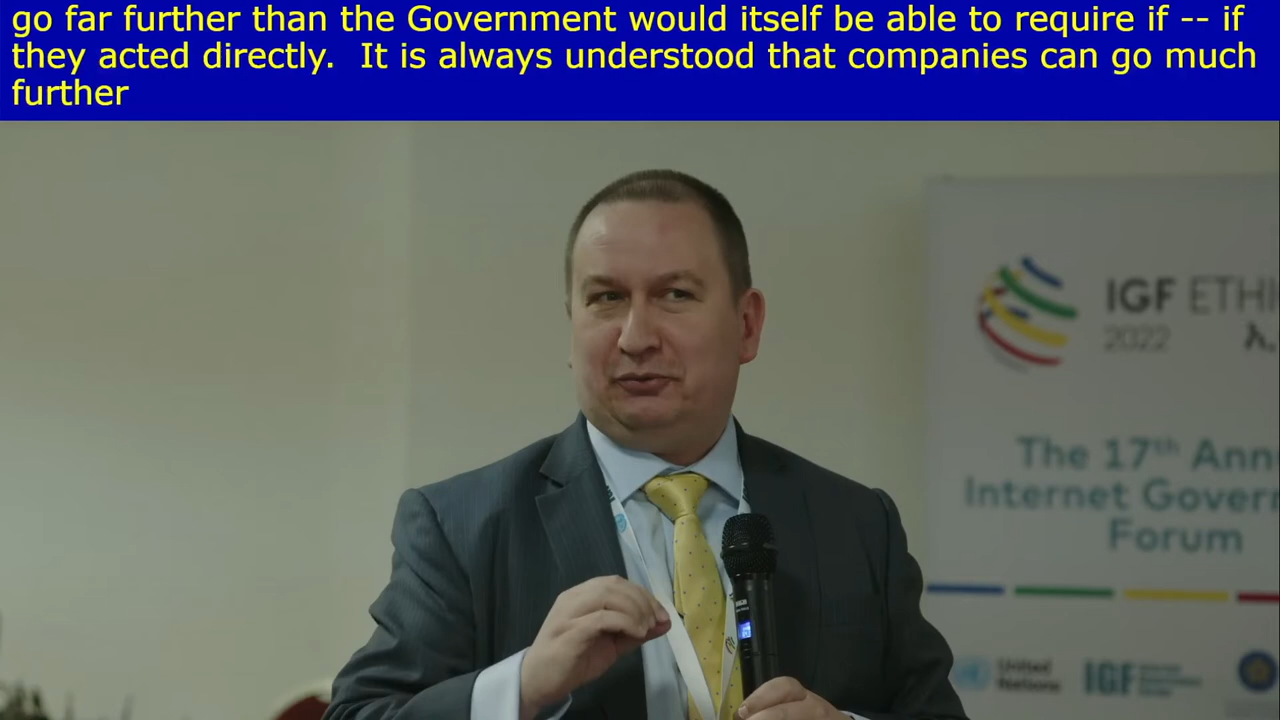 go far further than the Government would itself be able to require if -- if
they acted directly.  It is always understood that companies can go much
further
IGF ETHI
2022
አ.
The 17th Ann
Internet Govern
Forum
United
Nations
IGF